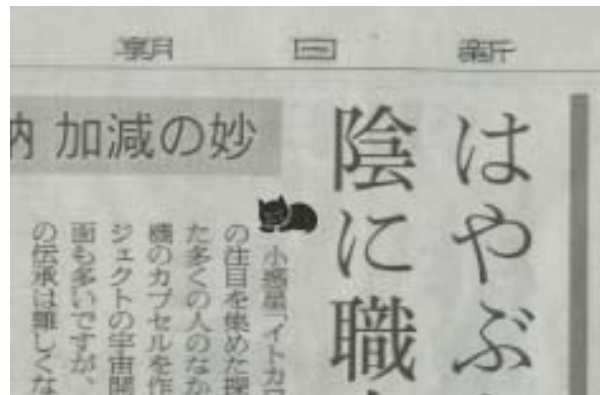 朝 日 新
はやぶ
陰に職
加減の妙
小惑星「イトカワ
の注目を集めた探
た多くの人のなか
機のカプセルを作
ジェクトの宇宙開
面も多いですが、
の伝承は難しくな